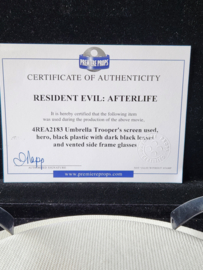 PREMIERE PROPS
CERTIFICATE OF AUTHENTICITY
RESIDENT EVIL: AFTERLIFE
It is hereby certified that the following item
was used during the production of the above movie.
4REA2183 Umbrella Trooper's screen used,
hero, black plastic with dark black lenses
and vented side frame glasses
www.premiereprops.com